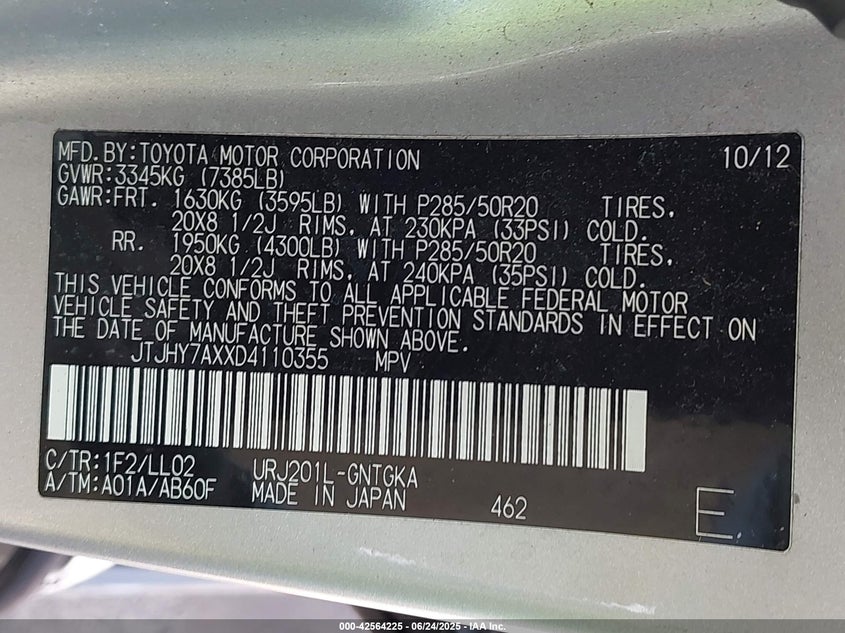 MFD.BY:TOYOTA MOTOR CORPORATION 10/12
GVWR:3345KG (7385LB)
GAWR:FRT. 1630KG (3595LB) WITH P285/50R20 TIRES,
20X8 1/2J RIMS, AT 230KPA (33PSI) COLD.
RR. 1950KG (4300LB) WITH P285/50R20 TIRES,
20X8 1/2J RIMS, AT 240KPA (35PSI) COLD.
THIS VEHICLE CONFORMS TO ALL APPLICABLE FEDERAL MOTOR
VEHICLE SAFETY AND THEFT PREVENTION STANDARDS IN EFFECT ON
THE DATE OF MANUFACTURE SHOWN ABOVE.
JTJHY7AXXD4110355 MPV
C/TR:1F2/LL02 URJ201L-GNTGKA
A/TM:A01A/AB60F MADE IN JAPAN 462 E
000-42564225 - 06/24/2025 - IAA Inc.